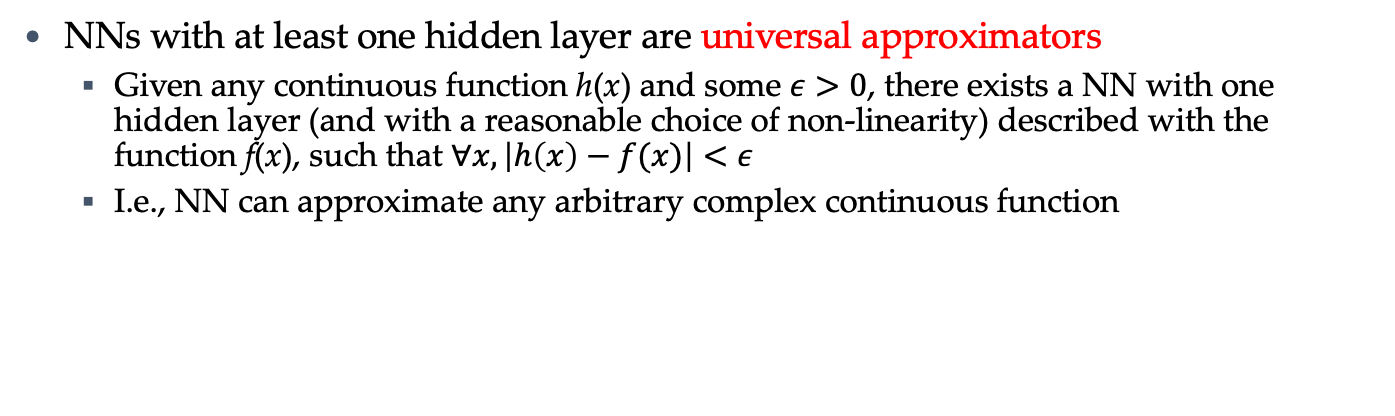 • NNs with at least one hidden layer are universal approximators
▪ Given any continuous function h(x) and some ϵ > 0, there exists a NN with one
hidden layer (and with a reasonable choice of non-linearity) described with the
function f(x), such that ∀x, |h(x) − f(x)| < ϵ
▪ I.e., NN can approximate any arbitrary complex continuous function